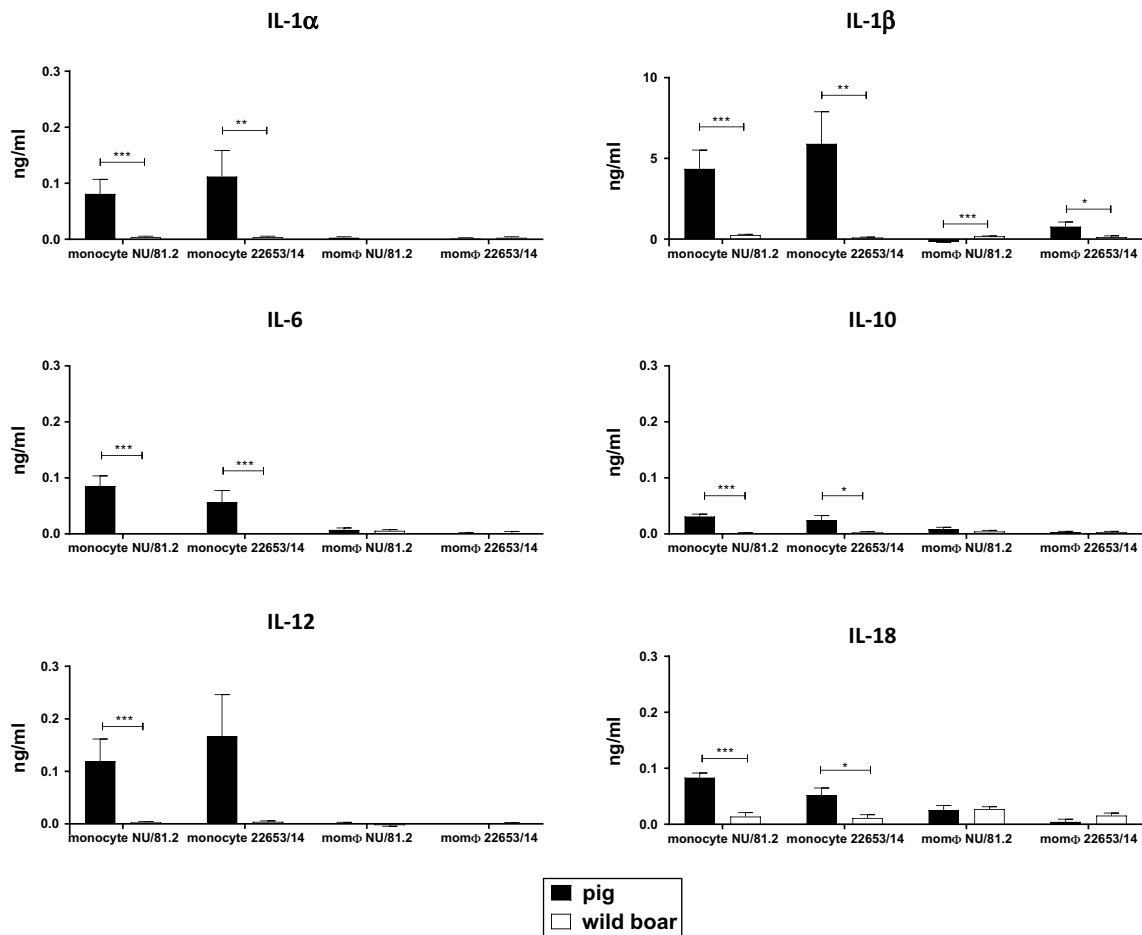 IL-1α
ng/ml
0.3
0.2
0.1
0.0
***
**
monocyte NU/81.2 monocyte 22653/14 momΦ NU/81.2 momΦ 22653/14
IL-1β
ng/ml
10
5
0
***
**
***
*
monocyte NU/81.2 monocyte 22653/14 momΦ NU/81.2 momΦ 22653/14
IL-6
ng/ml
0.3
0.2
0.1
0.0
***
***
monocyte NU/81.2 monocyte 22653/14 momΦ NU/81.2 momΦ 22653/14
IL-10
ng/ml
0.3
0.2
0.1
0.0
***
*
monocyte NU/81.2 monocyte 22653/14 momΦ NU/81.2 momΦ 22653/14
IL-12
ng/ml
0.3
0.2
0.1
0.0
***
monocyte NU/81.2 monocyte 22653/14 momΦ NU/81.2 momΦ 22653/14
IL-18
ng/ml
0.3
0.2
0.1
0.0
***
*
monocyte NU/81.2 monocyte 22653/14 momΦ NU/81.2 momΦ 22653/14
pig
wild boar